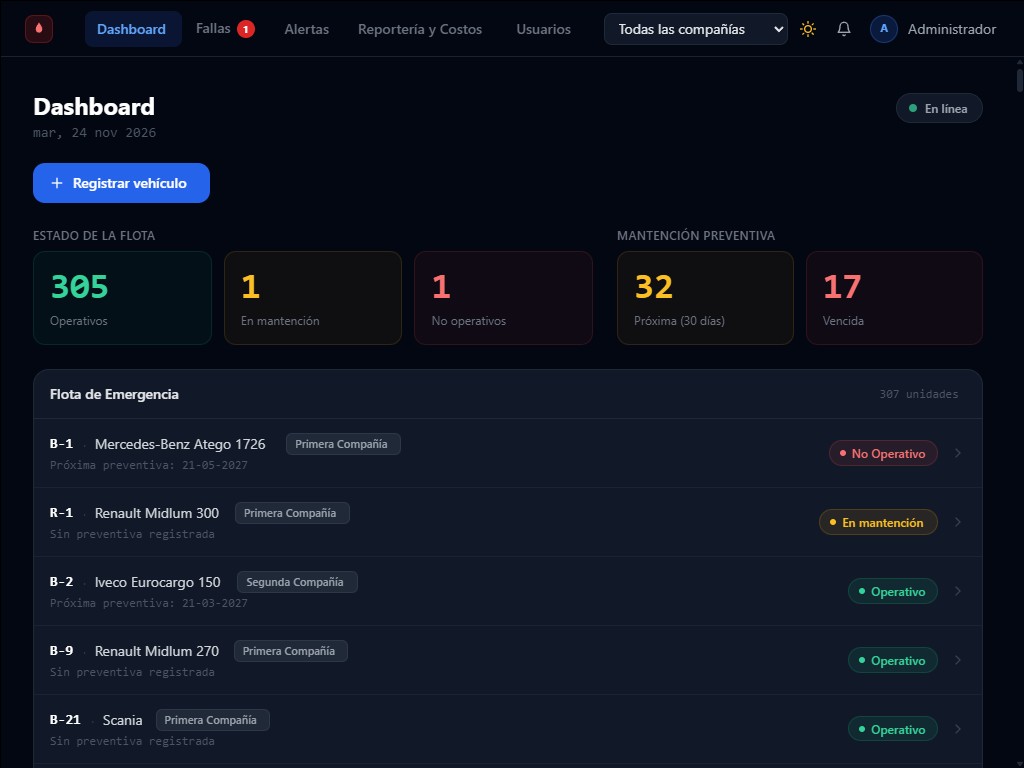 Dashboard
Fallas 1
Alertas
Reportería y Costos
Usuarios
Todas las compañías
A
Administrador
Dashboard
mar, 24 nov 2026
En línea
+ Registrar vehículo
ESTADO DE LA FLOTA
305
Operativos
1
En mantención
1
No operativos
MANTENCIÓN PREVENTIVA
32
Próxima (30 días)
17
Vencida
Flota de Emergencia
307 unidades
B-1 · Mercedes-Benz Atego 1726 Primera Compañía
Próxima preventiva: 21-05-2027
No Operativo
R-1 · Renault Midlum 300 Primera Compañía
Sin preventiva registrada
En mantención
B-2 · Iveco Eurocargo 150 Segunda Compañía
Próxima preventiva: 21-03-2027
Operativo
B-9 · Renault Midlum 270 Primera Compañía
Sin preventiva registrada
Operativo
B-21 · Scania Primera Compañía
Sin preventiva registrada
Operativo